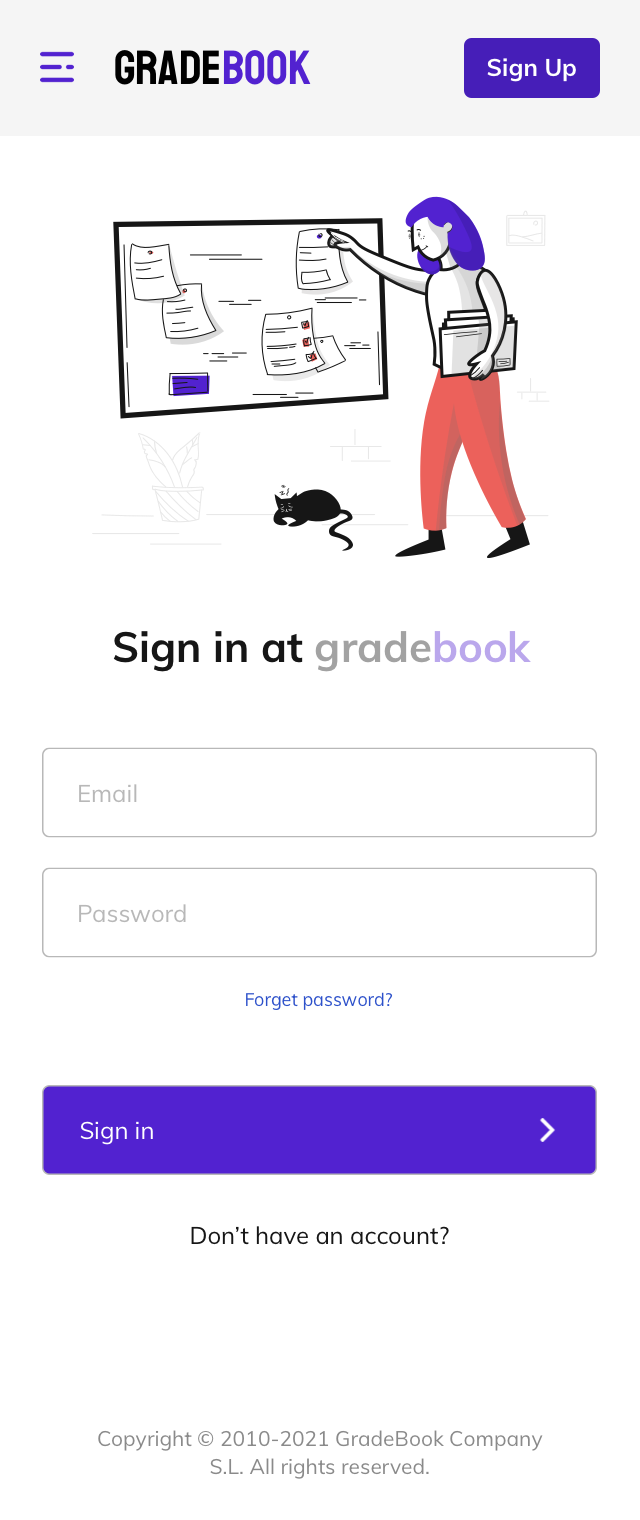 GRADEBOOK
Sign Up
Sign in at gradebook
Email
Password
Forget password?
Sign in
Don’t have an account?
Copyright © 2010-2021 GradeBook Company
S.L. All rights reserved.